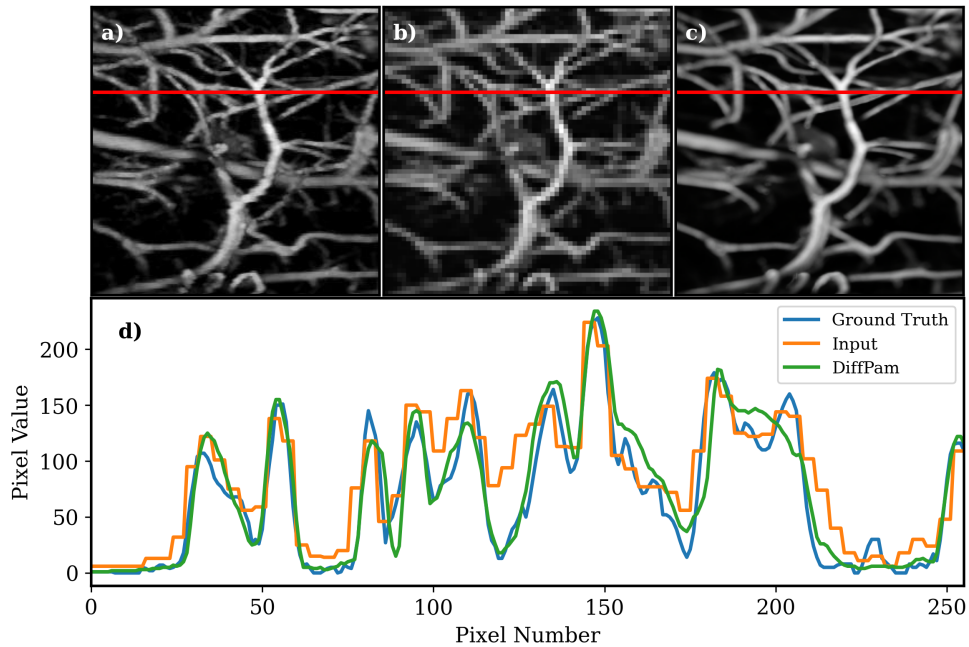 a)
b)
c)
d)
Ground Truth
Input
DiffPam
Pixel Value
200
150
100
50
0
0
50
100
150
200
250
Pixel Number